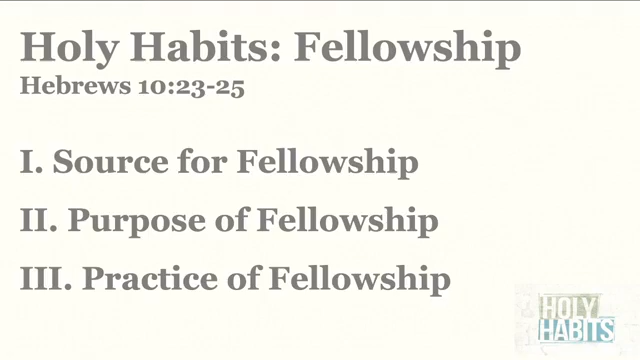 Holy Habits: Fellowship
Hebrews 10:23-25
I. Source for Fellowship
II. Purpose of Fellowship
III. Practice of Fellowship
HOLY
HABITS